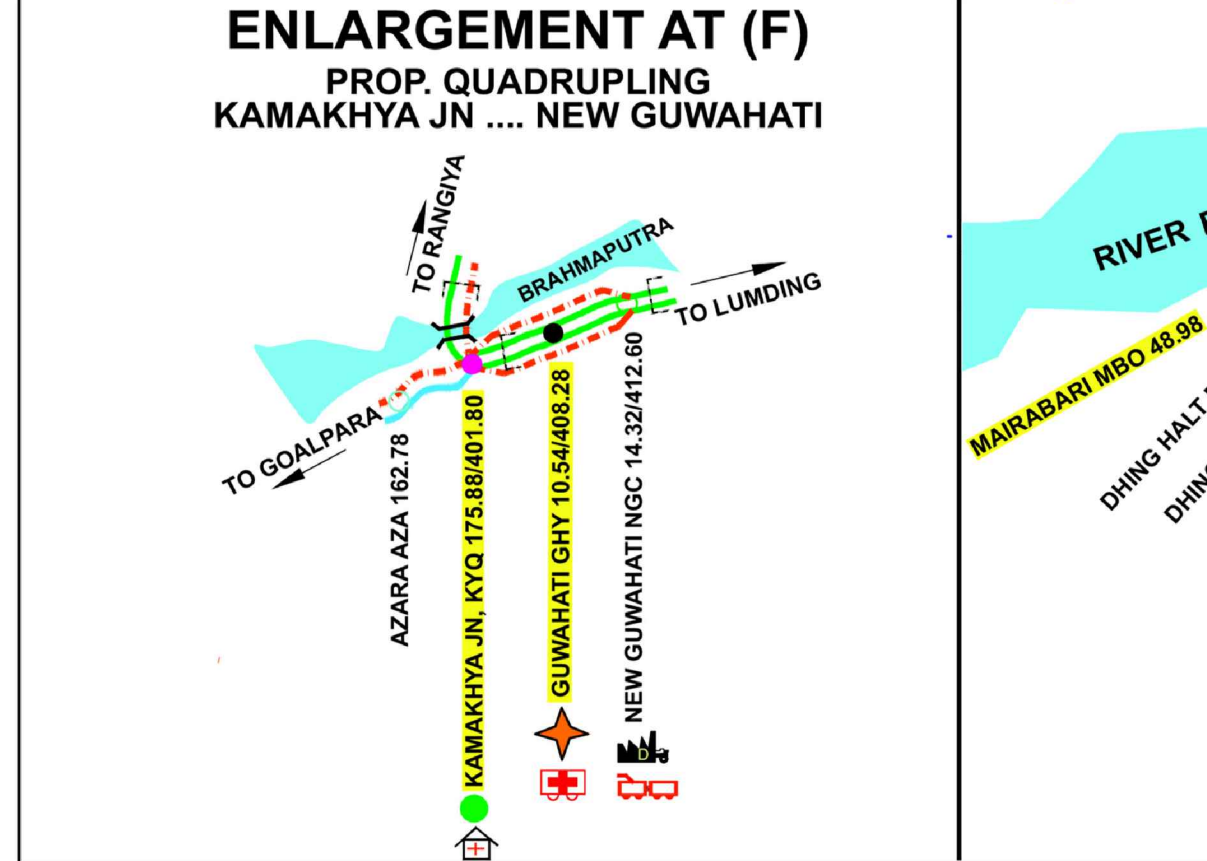 ENLARGEMENT AT (F)
PROP. QUADRUPLING
KAMAKHYA JN .... NEW GUWAHATI
TO RANGIYA
BRAHMAPUTRA
TO LUMDING
TO GOALPARA
AZARA AZA 162.78
KAMAKHYA JN, KYQ 175.88/401.80
GUWAHATI GHY 10.54/408.28
NEW GUWAHATI NGC 14.32/412.60
D
RIVER
MAIRABARI MBO 48.98
DHING HALT
DHING